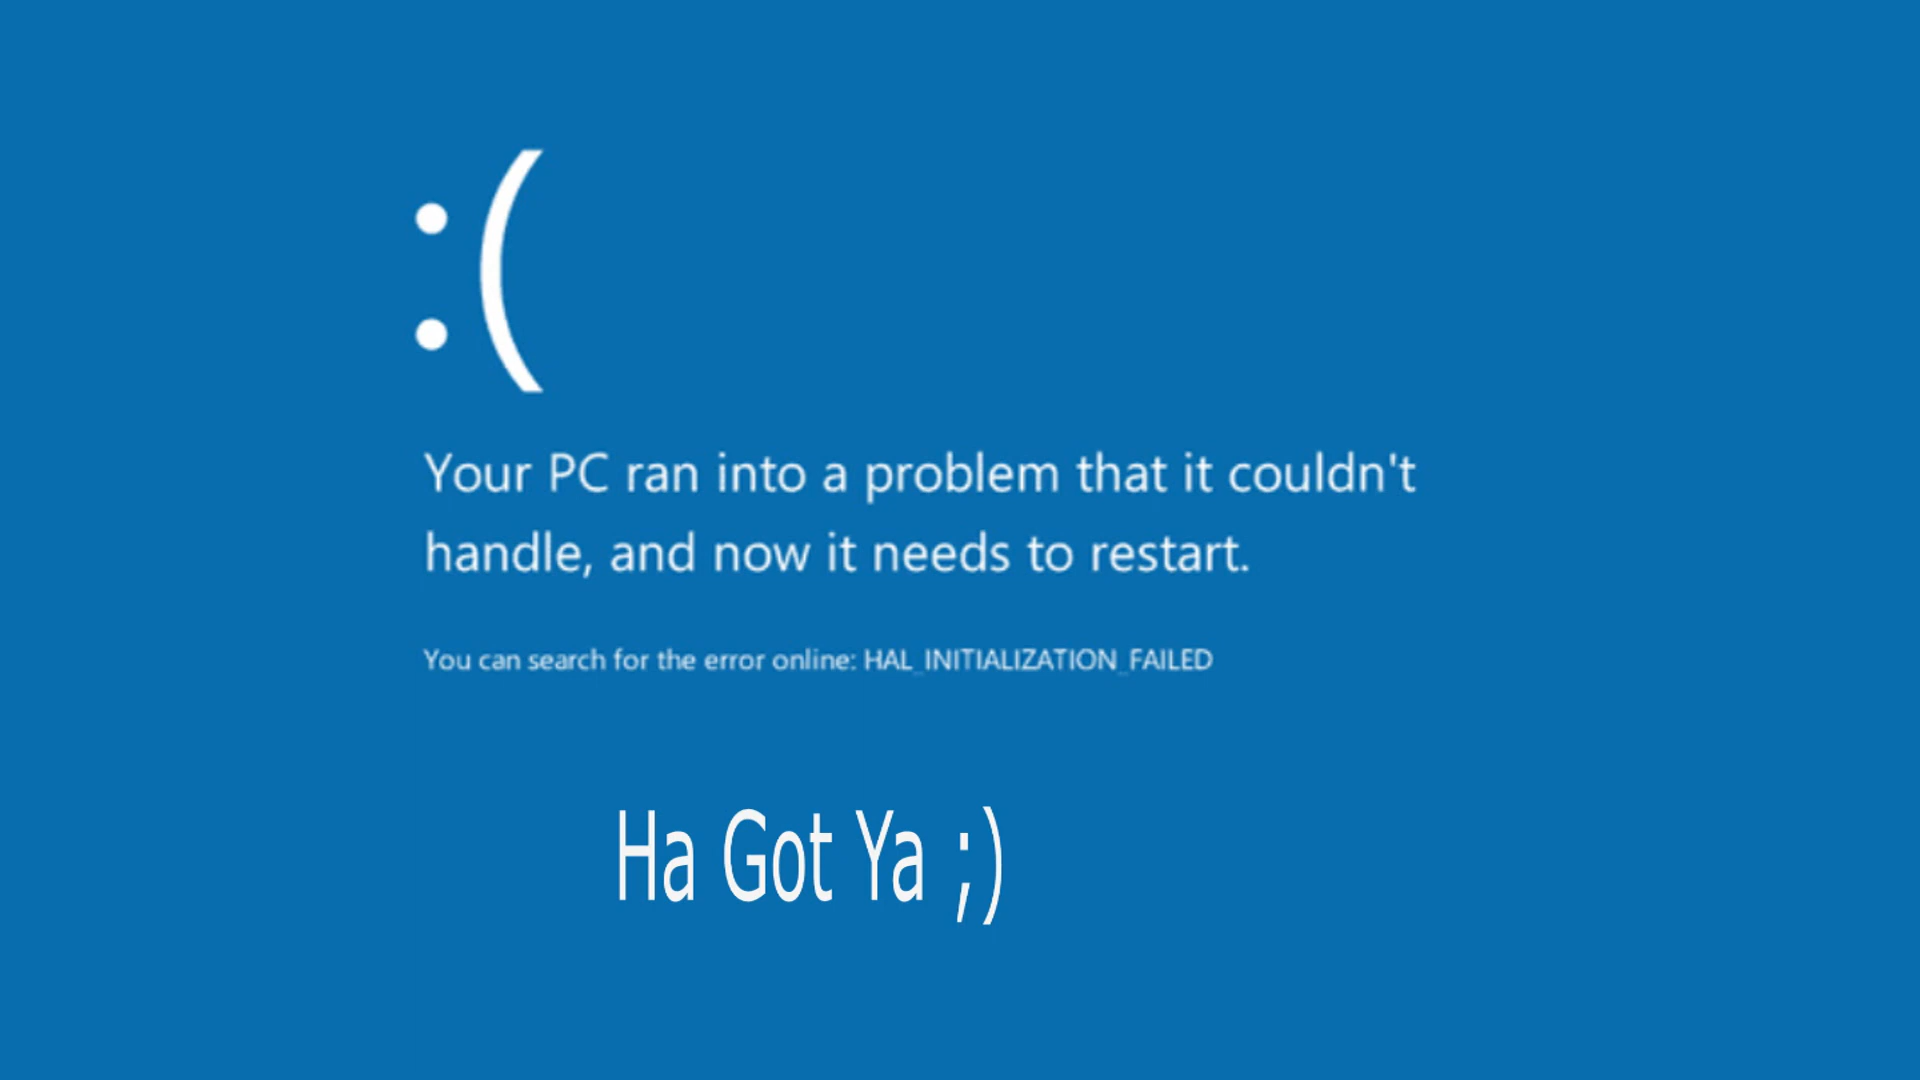 :(
Your PC ran into a problem that it couldn't
handle, and now it needs to restart.
You can search for the error online: HAL_INITIALIZATION_FAILED
Ha Got Ya ;)